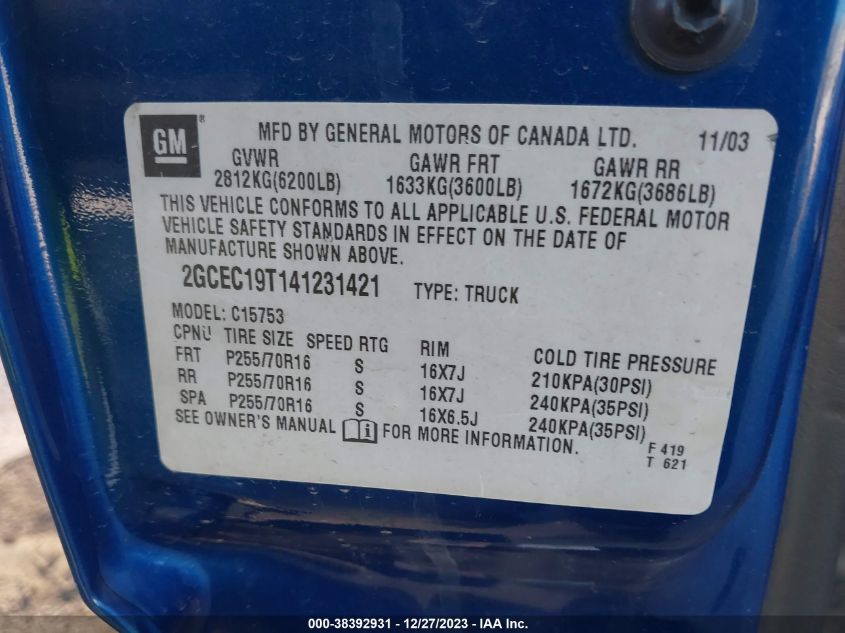 GM ® MFD BY GENERAL MOTORS OF CANADA LTD. 11/03
GVWR GAWR FRT GAWR RR
2812KG(6200LB) 1633KG(3600LB) 1672KG(3686LB)
THIS VEHICLE CONFORMS TO ALL APPLICABLE U.S. FEDERAL MOTOR
VEHICLE SAFETY STANDARDS IN EFFECT ON THE DATE OF
MANUFACTURE SHOWN ABOVE.
2GCEC19T141231421 TYPE: TRUCK
MODEL: C15753
CPNU TIRE SIZE SPEED RTG RIM COLD TIRE PRESSURE
FRT P255/70R16 S 16X7J 210KPA(30PSI)
RR P255/70R16 S 16X7J 240KPA(35PSI)
SPA P255/70R16 S 16X6.5J 240KPA(35PSI)
SEE OWNER'S MANUAL i FOR MORE INFORMATION.
F 419
T 621
000-38392931 - 12/27/2023 - IAA Inc.